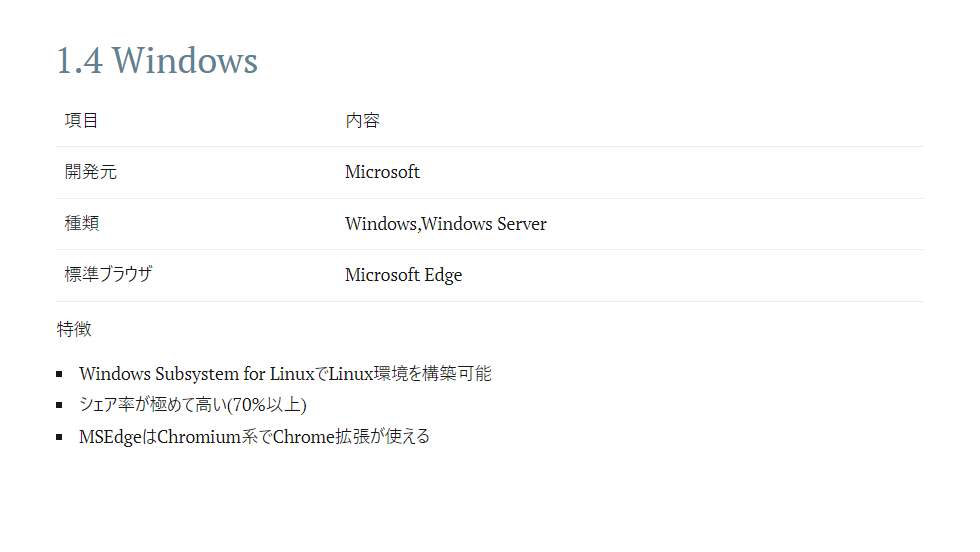 1.4 Windows
項目 内容
開発元 Microsoft
種類 Windows,Windows Server
標準ブラウザ Microsoft Edge
特徴
Windows Subsystem for LinuxでLinux環境を構築可能
シェア率が極めて高い(70%以上)
MSEdgeはChromium系でChrome拡張が使える